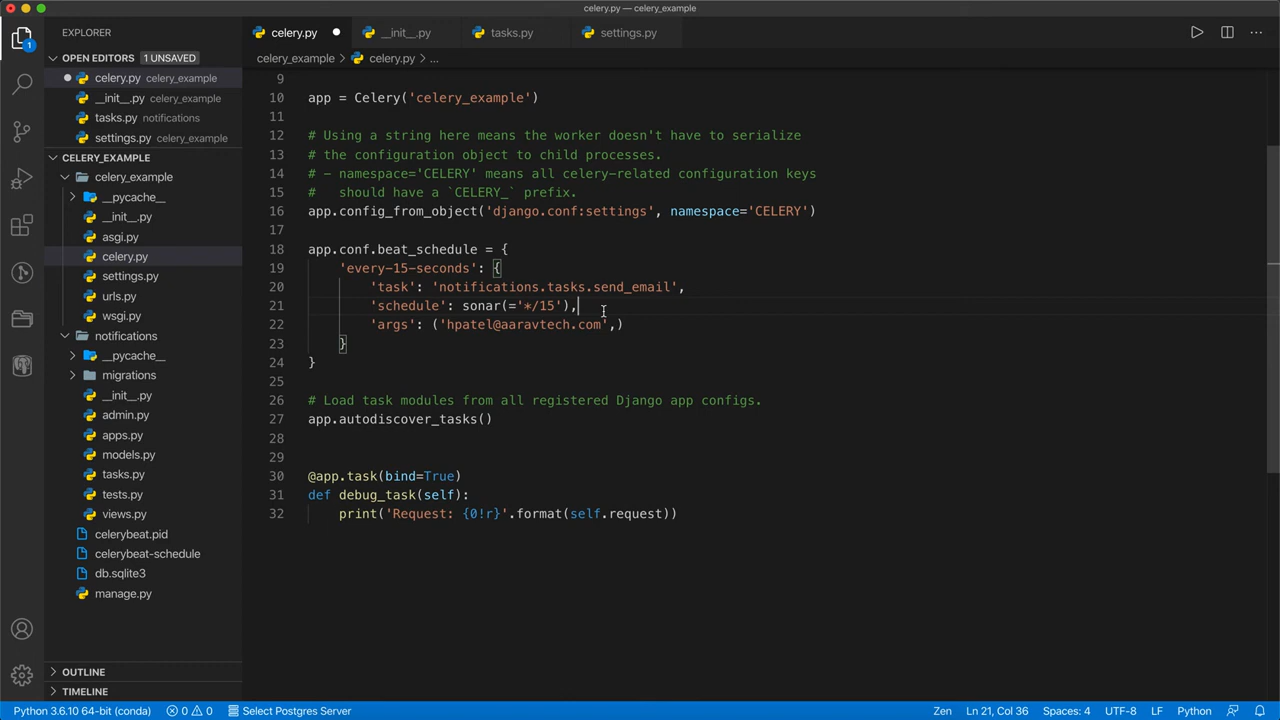 celery.py — celery_example
EXPLORER
celery.py
__init__.py
tasks.py
settings.py
OPEN EDITORS 1 UNSAVED
celery.py celery_example
__init__.py celery_example
tasks.py notifications
settings.py celery_example
CELERY_EXAMPLE
celery_example
__pycache__
__init__.py
asgi.py
celery.py
settings.py
urls.py
wsgi.py
notifications
__pycache__
migrations
__init__.py
admin.py
apps.py
models.py
tasks.py
tests.py
views.py
celerybeat.pid
celerybeat-schedule
db.sqlite3
manage.py
OUTLINE
TIMELINE
1
celery_example > celery.py > ...
9
10 app = Celery('celery_example')
11
12 # Using a string here means the worker doesn't have to serialize
13 # the configuration object to child processes.
14 # - namespace='CELERY' means all celery-related configuration keys
15 #   should have a `CELERY_` prefix.
16 app.config_from_object('django.conf:settings', namespace='CELERY')
17
18 app.conf.beat_schedule = {
19     'every-15-seconds': {
20         'task': 'notifications.tasks.send_email',
21         'schedule': sonar(='*/15'),
22         'args': ('hpatel@aaravtech.com',)
23     }
24 }
25
26 # Load task modules from all registered Django app configs.
27 app.autodiscover_tasks()
28
29
30 @app.task(bind=True)
31 def debug_task(self):
32     print('Request: {0!r}'.format(self.request))
Python 3.6.10 64-bit (conda) 0 0 Select Postgres Server Zen Ln 21, Col 36 Spaces: 4 UTF-8 LF Python